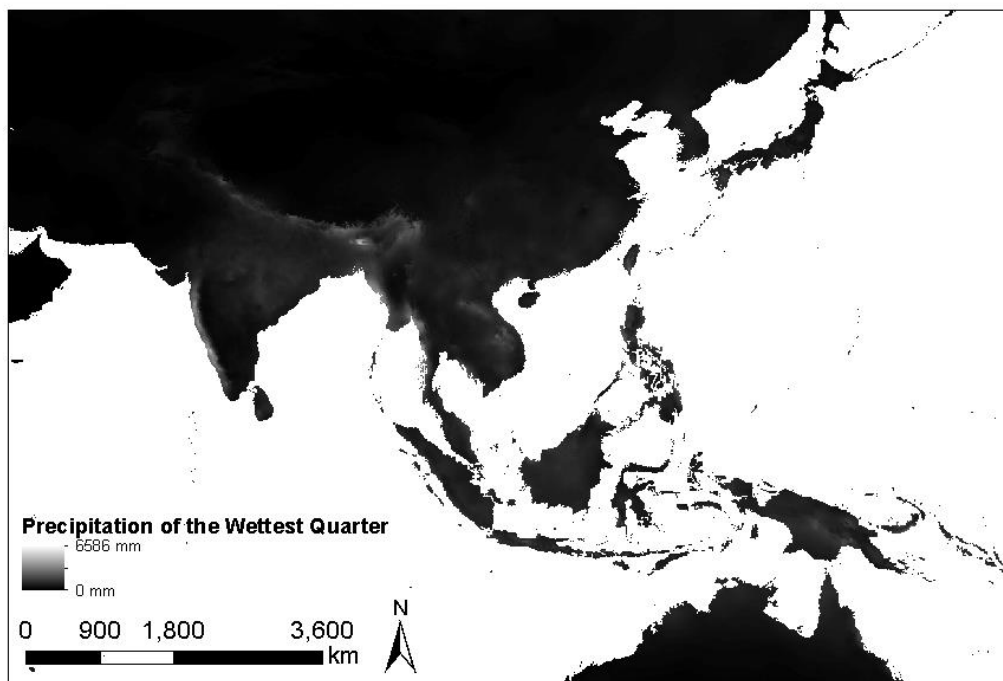 Precipitation of the Wettest Quarter
6586 mm
0 mm
N
0 900 1,800 3,600
km